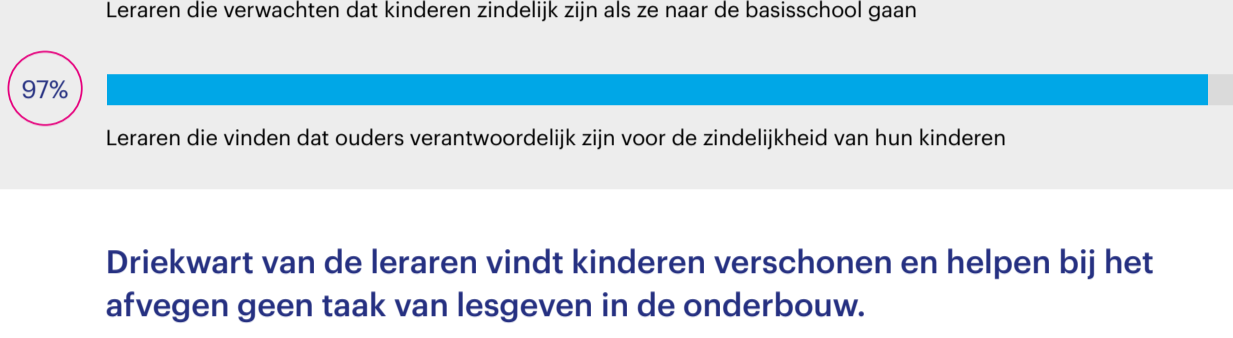 Leraren die verwachten dat kinderen zindelijk zijn als ze naar de basisschool gaan
97%
Leraren die vinden dat ouders verantwoordelijk zijn voor de zindelijkheid van hun kinderen
Driekwart van de leraren vindt kinderen verschonen en helpen bij het
afvegen geen taak van lesgeven in de onderbouw.